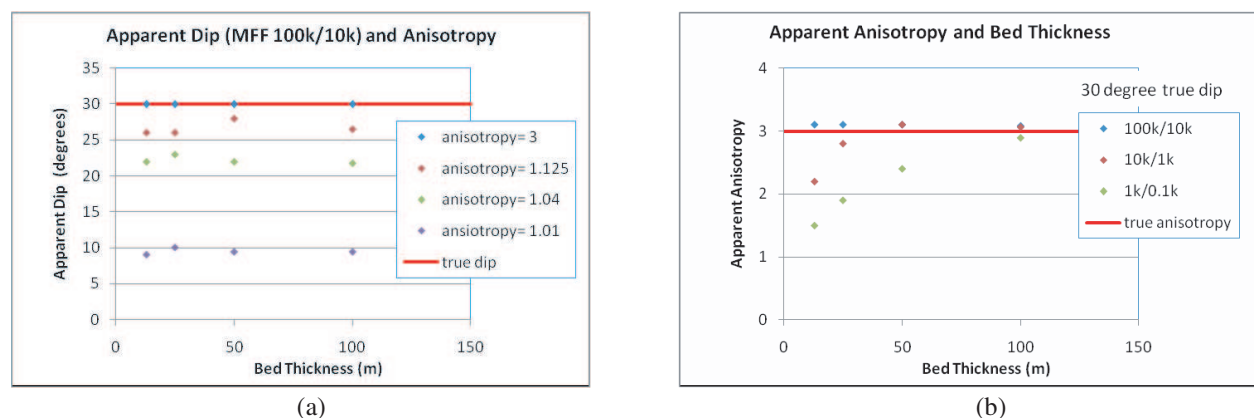 Apparent Dip (MFF 100k/10k) and Anisotropy
Apparent Dip (degrees)
35
30
25
20
15
10
5
0
0
50
100
150
Bed Thickness (m)
anisotropy= 3
anisotropy= 1.125
anisotropy= 1.04
ansiotropy= 1.01
true dip
(a)
Apparent Anisotropy and Bed Thickness
Apparent Anisotropy
4
3
2
1
0
0
50
100
150
Bed Thickness (m)
30 degree true dip
100k/10k
10k/1k
1k/0.1k
true anisotropy
(b)